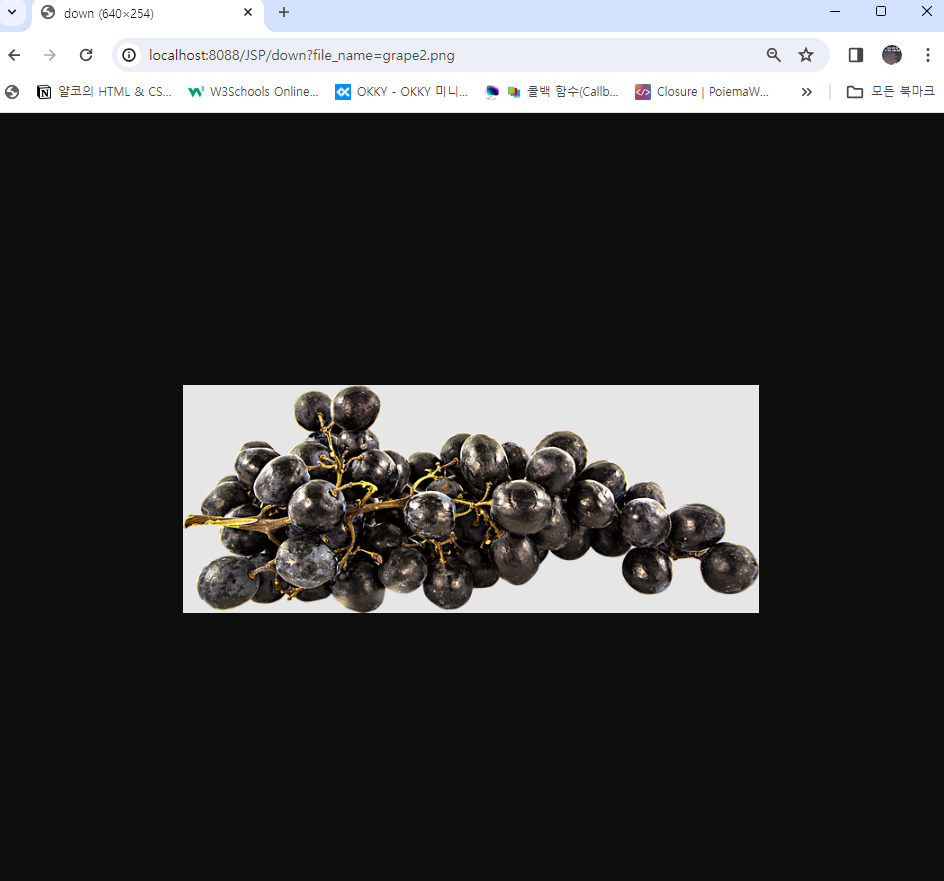 down (640×254)
localhost:8088/JSP/down?file_name=grape2.png
얄코의 HTML & CS... W3Schools Online... OKKY - OKKY 미니... 콜백 함수(Callb... Closure | PoiemaW... 모든 북마크